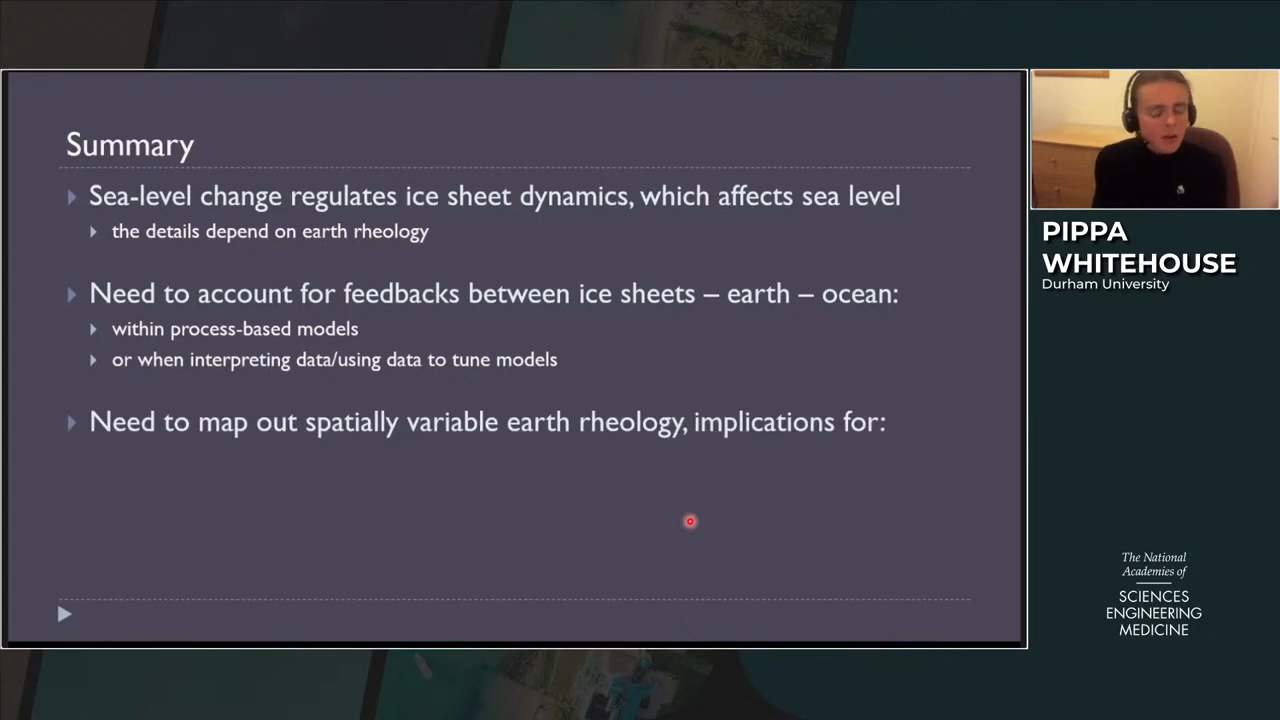 Summary
Sea-level change regulates ice sheet dynamics, which affects sea level
the details depend on earth rheology
Need to account for feedbacks between ice sheets – earth – ocean:
within process-based models
or when interpreting data/using data to tune models
Need to map out spatially variable earth rheology, implications for:
PIPPA
WHITEHOUSE
Durham University
The National
Academies of
SCIENCES
ENGINEERING
MEDICINE